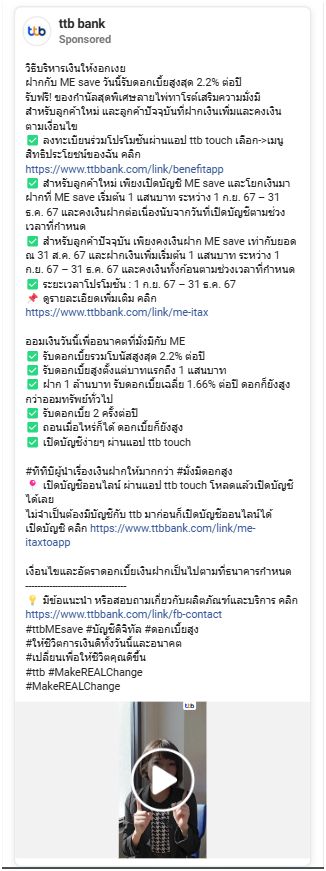 ttb
ttb bank
Sponsored
วิธีบริหารเงินให้งอกเงย
ฝากกับ ME save วันนี้รับดอกเบี้ยสูงสุด 2.2% ต่อปี
รับฟรี! ของกำนัลสุดพิเศษลายไพ่ทาโรต์เสริมความมั่งมี
สำหรับลูกค้าใหม่ และลูกค้าปัจจุบันที่ฝากเงินเพิ่มและคงเงิน
ตามเงื่อนไข
✅ ลงทะเบียนร่วมโปรโมชันผ่านแอป ttb touch เลือก->เมนู
สิทธิประโยชน์ของฉัน คลิก
https://www.ttbbank.com/link/benefitapp
✅ สำหรับลูกค้าใหม่ เพียงเปิดบัญชี ME save และโยกเงินมา
ฝากที่ ME save เริ่มต้น 1 แสนบาท ระหว่าง 1 ก.ย. 67 – 31
ธ.ค. 67 และคงเงินฝากต่อเนื่องนับจากวันที่เปิดบัญชีตามช่วง
เวลาที่กำหนด
✅ สำหรับลูกค้าปัจจุบัน เพียงคงเงินฝาก ME save เท่ากับยอด
ณ 31 ส.ค. 67 และฝากเงินเพิ่มเริ่มต้น 1 แสนบาท ระหว่าง 1
ก.ย. 67 – 31 ธ.ค. 67 และคงเงินทั้งก้อนตามช่วงเวลาที่กำหนด
✅ ระยะเวลาโปรโมชัน : 1 ก.ย. 67 – 31 ธ.ค. 67
📌 ดูรายละเอียดเพิ่มเติม คลิก
https://www.ttbbank.com/link/me-itax
ออมเงินวันนี้เพื่ออนาคตที่มั่งมีกับ ME
✅ รับดอกเบี้ยรวมโบนัสสูงสุด 2.2% ต่อปี
✅ รับดอกเบี้ยสูงตั้งแต่บาทแรกถึง 1 แสนบาท
✅ ฝาก 1 ล้านบาท รับดอกเบี้ยเฉลี่ย 1.66% ต่อปี ดอกก็ยังสูง
กว่าออมทรัพย์ทั่วไป
✅ รับดอกเบี้ย 2 ครั้งต่อปี
✅ ถอนเมื่อไหร่ก็ได้ ดอกเบี้ยก็ยังสูง
✅ เปิดบัญชีง่ายๆ ผ่านแอป ttb touch
#ทีทีบีผู้นำเรื่องเงินฝากให้มากกว่า #มั่งมีดอกสูง
📍 เปิดบัญชีออนไลน์ ผ่านแอป ttb touch โหลดแล้วเปิดบัญชี
ได้เลย
ไม่จำเป็นต้องมีบัญชีกับ ttb มาก่อนก็เปิดบัญชีออนไลน์ได้
เปิดบัญชี คลิก https://www.ttbbank.com/link/me-
itaxtoapp
เงื่อนไขและอัตราดอกเบี้ยเงินฝากเป็นไปตามที่ธนาคารกำหนด
----------------------------------
💡 มีข้อแนะนำ หรือสอบถามเกี่ยวกับผลิตภัณฑ์และบริการ คลิก
https://www.ttbbank.com/link/fb-contact
#ttbMEsave #บัญชีดิจิทัล #ดอกเบี้ยสูง
#ให้ชีวิตการเงินดีทั้งวันนี้และอนาคต
#เปลี่ยนเพื่อให้ชีวิตคุณดีขึ้น
#ttb #MakeREALChange
#MakeREALChange
ttb